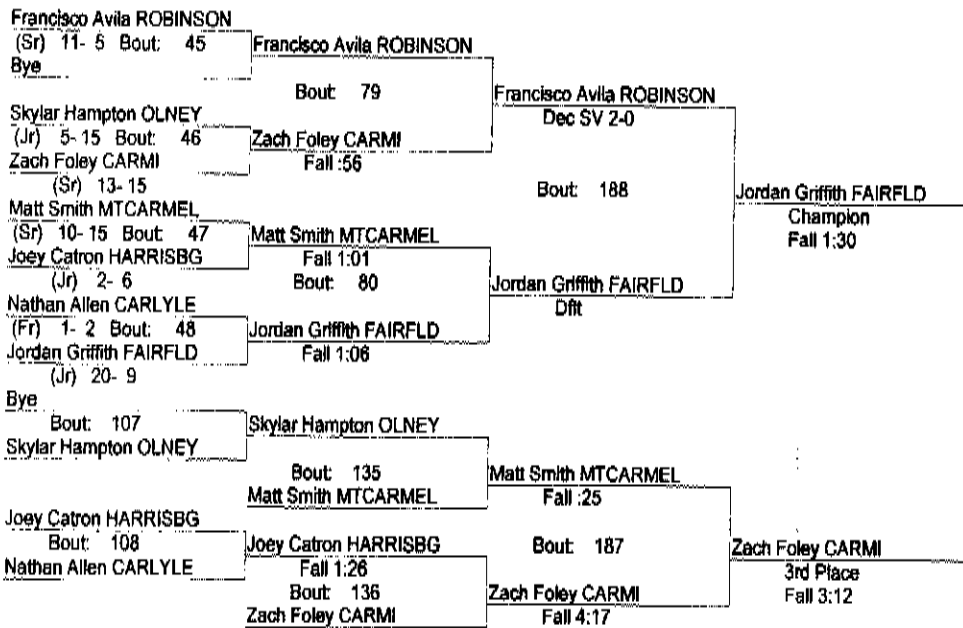 Francisco Avila ROBINSON
(Sr) 11- 5 Bout: 45
Bye
Francisco Avila ROBINSON
Bout: 79
Skylar Hampton OLNEY
(Jr) 5- 15 Bout: 46
Zach Foley CARMI
(Sr) 13- 15
Zach Foley CARMI
Fall :56
Francisco Avila ROBINSON
Dec SV 2-0
Bout: 188
Matt Smith MTCARMEL
(Sr) 10- 15 Bout: 47
Joey Catron HARRISBG
(Jr) 2- 6
Matt Smith MTCARMEL
Fall 1:01
Bout: 80
Nathan Allen CARLYLE
(Fr) 1- 2 Bout: 48
Jordan Griffith FAIRFLD
(Jr) 20- 9
Jordan Griffith FAIRFLD
Fall 1:06
Jordan Griffith FAIRFLD
Dflt
Jordan Griffith FAIRFLD
Champion
Fall 1:30
Bye
Bout: 107
Skylar Hampton OLNEY
Skylar Hampton OLNEY
Bout: 135
Matt Smith MTCARMEL
Matt Smith MTCARMEL
Fall :25
Joey Catron HARRISBG
Bout: 108
Nathan Allen CARLYLE
Joey Catron HARRISBG
Fall 1:26
Bout: 136
Zach Foley CARMI
Bout: 187
Zach Foley CARMI
Fall 4:17
Zach Foley CARMI
3rd Place
Fall 3:12